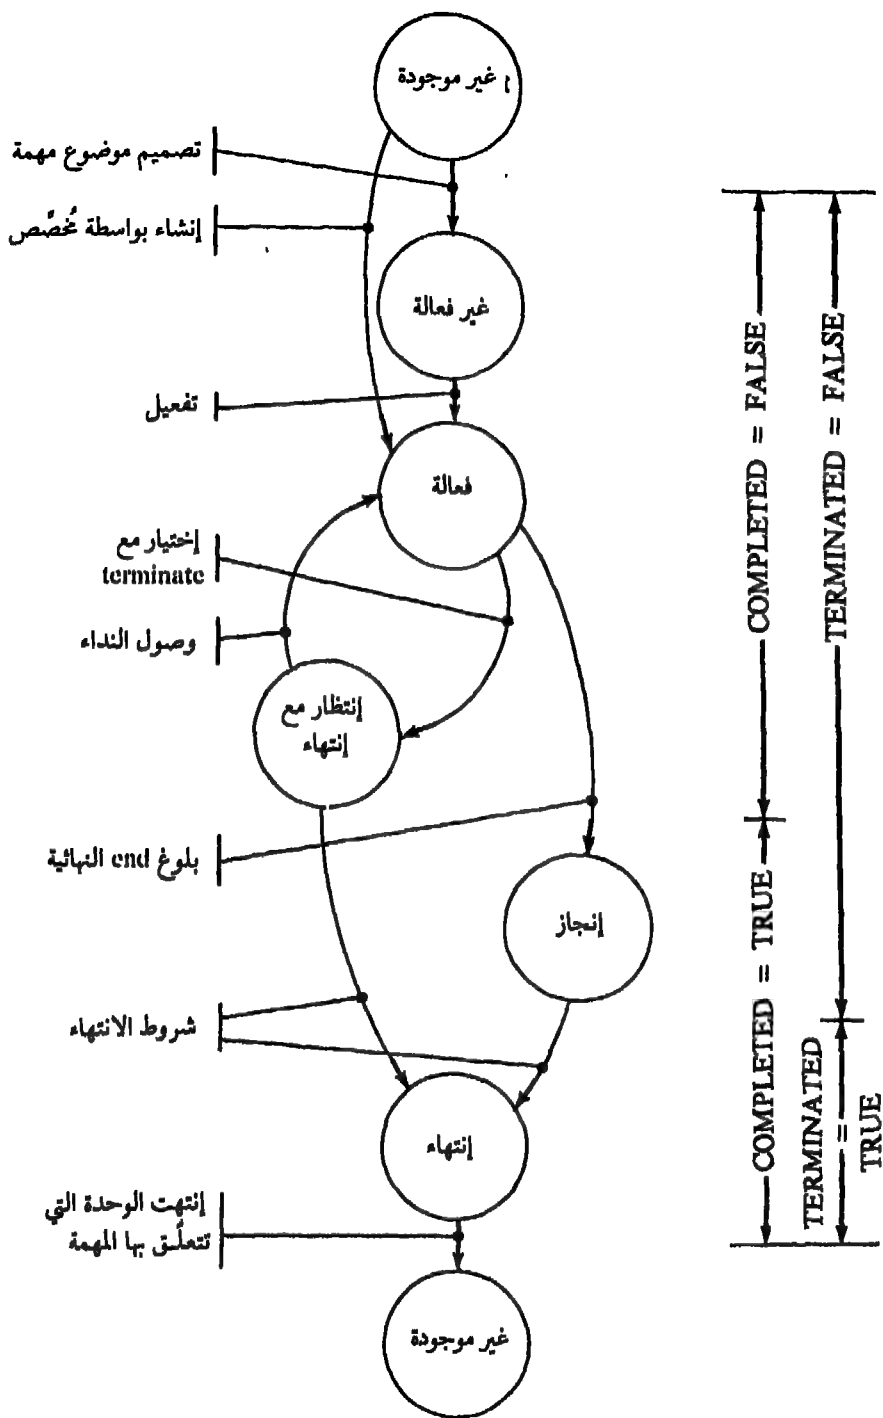 غير موجودة
تصميم موضوع مهمة
إنشاء بواسطة مُخصِّص
غير فعالة
تفعيل
فعالة
إختيار مع
terminate
وصول النداء
إنتظار مع
إنتهاء
بلوغ end النهائية
إنجاز
شروط الانتهاء
إنتهاء
إنتهت الوحدة التي
تتعلّق بها المهمة
غير موجودة
COMPLETED = FALSE
TERMINATED = FALSE
COMPLETED = TRUE
TERMINATED
=
TRUE